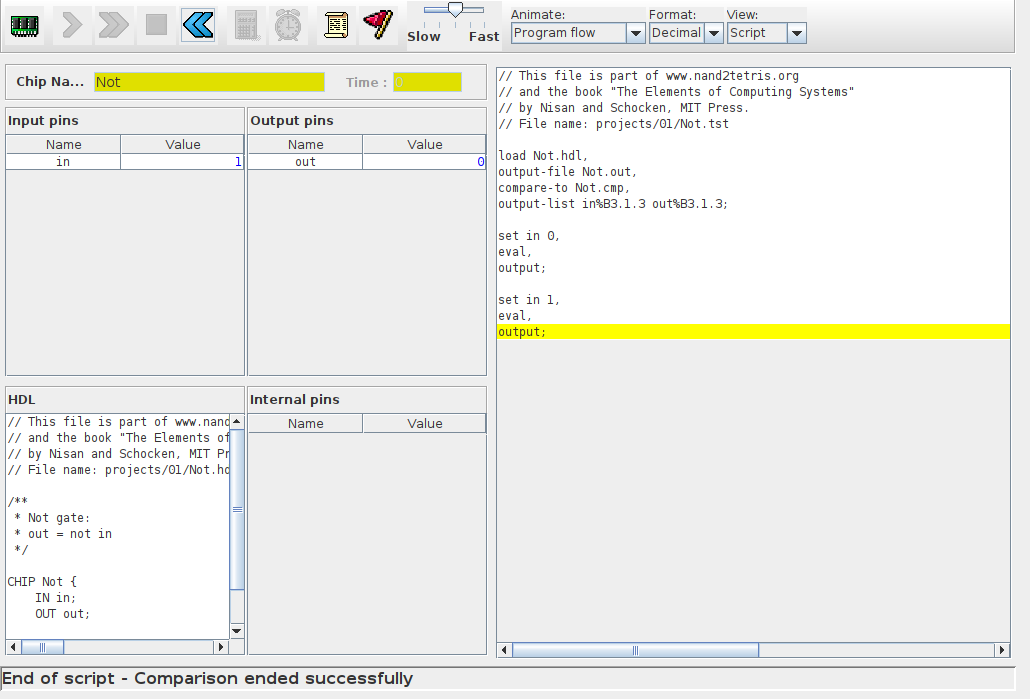 Slow Fast
Animate:
Program flow
Format:
Decimal
View:
Script
Chip Na... Not Time : 0
Input pins
Name Value
in 1
Output pins
Name Value
out 0
HDL
// This file is part of www.nand
// and the book "The Elements of
// by Nisan and Schocken, MIT Pr
// File name: projects/01/Not.hd
/**
* Not gate:
* out = not in
*/
CHIP Not {
IN in;
OUT out;
Internal pins
Name Value
// This file is part of www.nand2tetris.org
// and the book "The Elements of Computing Systems"
// by Nisan and Schocken, MIT Press.
// File name: projects/01/Not.tst
load Not.hdl,
output-file Not.out,
compare-to Not.cmp,
output-list in%B3.1.3 out%B3.1.3;
set in 0,
eval,
output;
set in 1,
eval,
output;
End of script - Comparison ended successfully